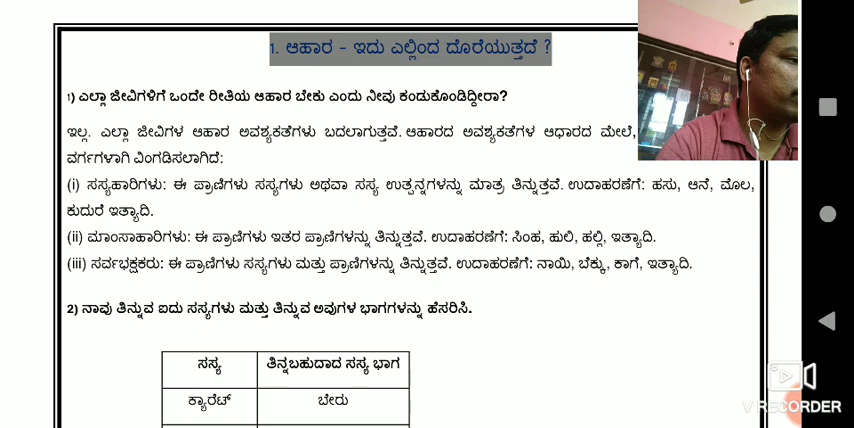 1. ಆಹಾರ – ಇದು ಎಲ್ಲಿಂದ ದೊರೆಯುತ್ತದೆ ?
1) ಎಲ್ಲಾ ಜೀವಿಗಳಿಗೆ ಒಂದೇ ರೀತಿಯ ಆಹಾರ ಬೇಕು ಎಂದು ನೀವು ಕಂಡುಕೊಂಡಿದ್ದೀರಾ?
ಇಲ್ಲ. ಎಲ್ಲಾ ಜೀವಿಗಳ ಆಹಾರ ಅವಶ್ಯಕತೆಗಳು ಬದಲಾಗುತ್ತವೆ. ಆಹಾರದ ಅವಶ್ಯಕತೆಗಳ ಆಧಾರದ ಮೇಲೆ,
ವರ್ಗಗಳಾಗಿ ವಿಂಗಡಿಸಲಾಗಿದೆ:
(i) ಸಸ್ಯಹಾರಿಗಳು: ಈ ಪ್ರಾಣಿಗಳು ಸಸ್ಯಗಳು ಅಥವಾ ಸಸ್ಯ ಉತ್ಪನ್ನಗಳನ್ನು ಮಾತ್ರ ತಿನ್ನುತ್ತವೆ. ಉದಾಹರಣೆಗೆ: ಹಸು, ಆನೆ, ಮೊಲ,
ಕುದುರೆ ಇತ್ಯಾದಿ.
(ii) ಮಾಂಸಾಹಾರಿಗಳು: ಈ ಪ್ರಾಣಿಗಳು ಇತರ ಪ್ರಾಣಿಗಳನ್ನು ತಿನ್ನುತ್ತವೆ. ಉದಾಹರಣೆಗೆ: ಸಿಂಹ, ಹುಲಿ, ಹಲ್ಲಿ, ಇತ್ಯಾದಿ.
(iii) ಸರ್ವಭಕ್ಷಕರು: ಈ ಪ್ರಾಣಿಗಳು ಸಸ್ಯಗಳು ಮತ್ತು ಪ್ರಾಣಿಗಳನ್ನು ತಿನ್ನುತ್ತವೆ. ಉದಾಹರಣೆಗೆ: ನಾಯಿ, ಬೆಕ್ಕು, ಕಾಗೆ, ಇತ್ಯಾದಿ.
2) ನಾವು ತಿನ್ನುವ ಐದು ಸಸ್ಯಗಳು ಮತ್ತು ತಿನ್ನುವ ಅವುಗಳ ಭಾಗಗಳನ್ನು ಹೆಸರಿಸಿ.
ಸಸ್ಯ ತಿನ್ನಬಹುದಾದ ಸಸ್ಯ ಭಾಗ
ಕ್ಯಾರೆಟ್ ಬೇರು
V RECORDER